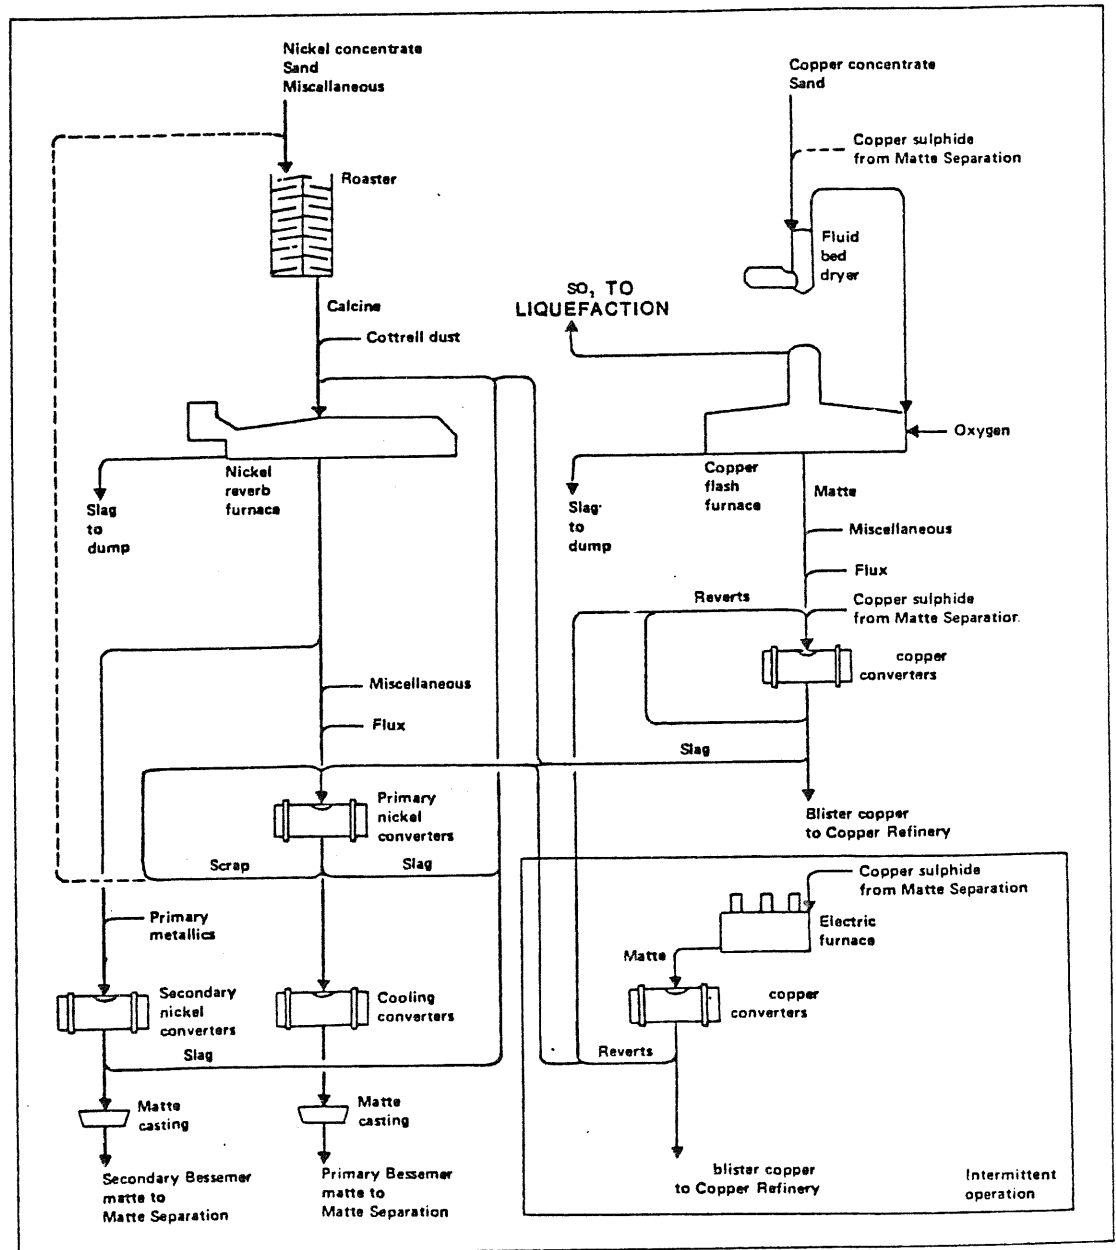 Nickel concentrate
Sand
Miscellaneous
Copper concentrate
Sand
Copper sulphide
from Matte Separation
Roaster
Fluid
bed
dryer
Calcine
SO, TO
LIQUEFACTION
Cottrell dust
Oxygen
Nickel
reverb
furnace
Slag
to
dump
Copper
flash
furnace
Slag
to
dump
Matte
Miscellaneous
Flux
Reverts
Copper sulphide
from Matte Separation
copper
converters
Miscellaneous
Flux
Slag
Primary
nickel
converters
Blister copper
to Copper Refinery
Scrap
Slag
Copper sulphide
from Matte Separation
Primary
metallics
Electric
furnace
Matte
Secondary
nickel
converters
Cooling
converters
copper
converters
Slag
Reverts
Matte
casting
Matte
casting
Secondary Bessemer
matte to
Matte Separation
Primary Bessemer
matte to
Matte Separation
blister copper
to Copper Refinery
Intermittent
operation